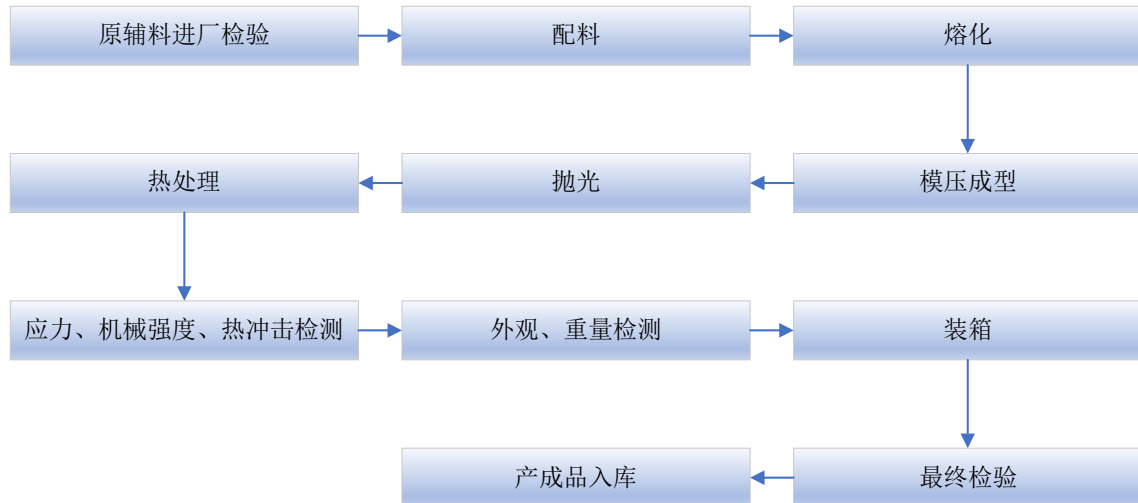 原辅料进厂检验
配料
熔化
模压成型
抛光
热处理
应力、机械强度、热冲击检测
外观、重量检测
装箱
最终检验
产成品入库